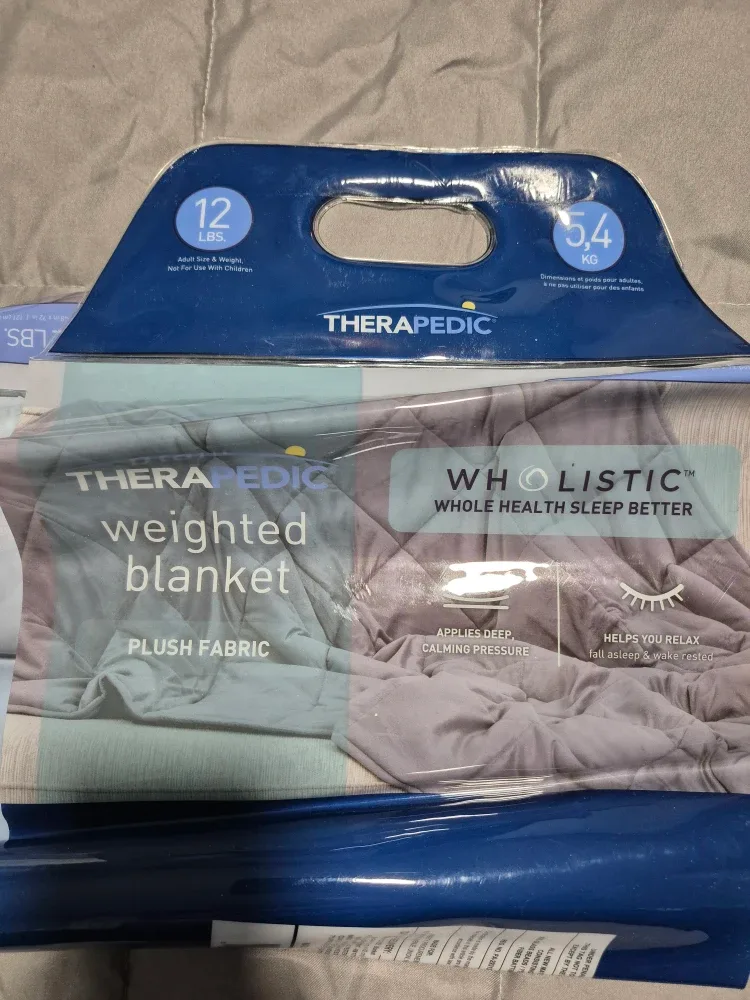 12
LBS.
Adult Size & Weight,
Not For Use With Children
5,4
KG
Dimensions et poids pour adultes,
à ne pas utiliser pour des enfants
THERAPEDIC
LBS.
THERAPEDIC
weighted
blanket
PLUSH FABRIC
WHOLISTIC™
WHOLE HEALTH SLEEP BETTER
APPLIES DEEP,
CALMING PRESSURE
HELPS YOU RELAX
fall asleep & wake rested